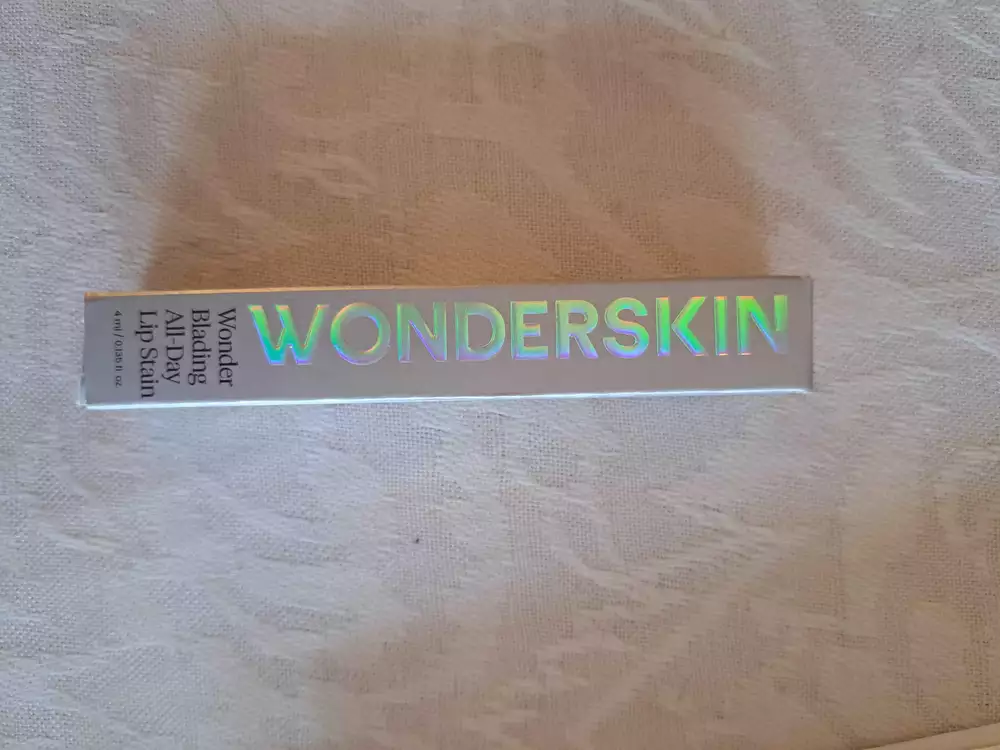 WONDERSKIN
Wonder
Blading
All-Day
Lip Stain
4 ml / 0.135 fl oz